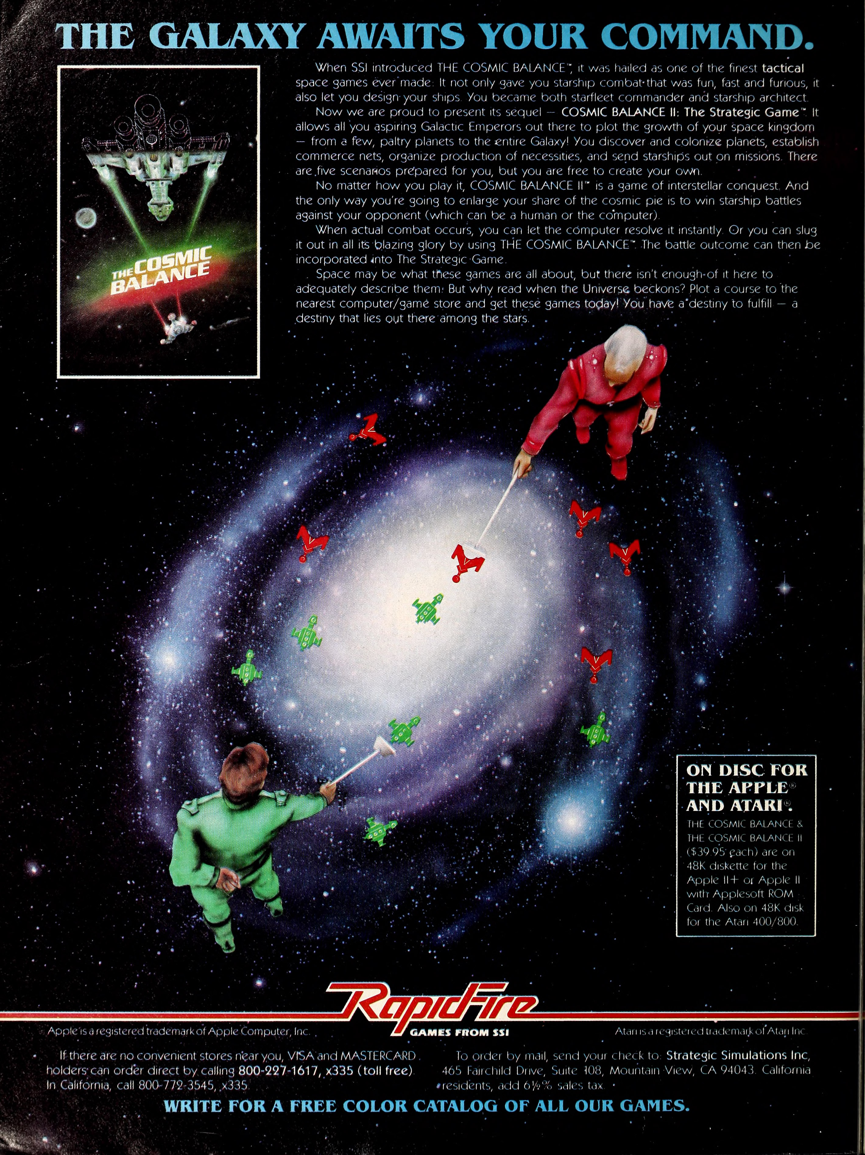 THE GALAXY AWAITS YOUR COMMAND.
When SSI introduced THE COSMIC BALANCE™, it was hailed as one of the finest tactical
space games ever made. It not only gave you starship combat that was fun, fast and furious, it
also let you design your ships. You became both starfleet commander and starship architect.
Now we are proud to present its sequel — COSMIC BALANCE II: The Strategic Game™. It
allows all you aspiring Galactic Emperors out there to plot the growth of your space kingdom
— from a few, paltry planets to the entire Galaxy! You discover and colonize planets, establish
commerce nets, organize production of necessities, and send starships out on missions. There
are five scenarios prepared for you, but you are free to create your own.
No matter how you play it, COSMIC BALANCE II™ is a game of interstellar conquest. And
the only way you're going to enlarge your share of the cosmic pie is to win starship battles
against your opponent (which can be a human or the computer).
When actual combat occurs, you can let the computer resolve it instantly. Or you can slug
it out in all its blazing glory by using THE COSMIC BALANCE™. The battle outcome can then be
incorporated into The Strategic Game.
Space may be what these games are all about, but there isn't enough of it here to
adequately describe them. But why read when the Universe beckons? Plot a course to the
nearest computer/game store and get these games today! You have a destiny to fulfill — a
destiny that lies out there among the stars.
THE COSMIC
BALANCE
ON DISC FOR
THE APPLE®
AND ATARI®.
THE COSMIC BALANCE &
THE COSMIC BALANCE II
($39.95 each) are on
48K diskette for the
Apple II+ or Apple II
with Applesoft ROM
Card. Also on 48K disk
for the Atari 400/800.
RapidFire
GAMES FROM SSI
Apple is a registered trademark of Apple Computer, Inc.
Atari is a registered trademark of Atari Inc.
If there are no convenient stores near you, VISA and MASTERCARD
holders can order direct by calling 800-227-1617, x335 (toll free).
In California, call 800-772-3545, x335.
To order by mail, send your check to: Strategic Simulations Inc,
465 Fairchild Drive, Suite 108, Mountain View, CA 94043. California
residents, add 6½% sales tax.
WRITE FOR A FREE COLOR CATALOG OF ALL OUR GAMES.